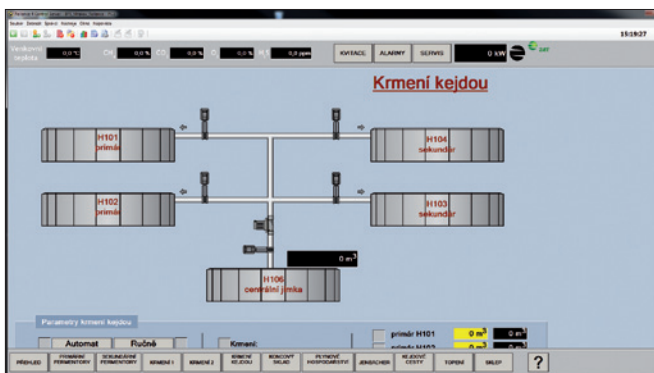 15:19:27
Venkovní
teplota
0,0 °C
CH
0,0 %
CO
0,0 %
O
0,0 %
H S
0,0 ppm
KVITACE
ALARMY
SERVIS
0 kW
Krmení kejdou
H101
primár
H104
sekundár
H102
primár
H103
sekundár
0 m³
H106
centrální jímka
Parametry krmení kejdou
Automat
Ručně
Krmení:
primár H101
0 m³
0 m³
PŘEHLED
PRIMÁRNÍ
FERMENTORY
SEKUNDÁRNÍ
FERMENTORY
KRMENÍ 1
KRMENÍ 2
KRMENÍ
KEJDOU
KONCOVÝ
SKLAD
PLYNOVÉ
HOSPODÁŘSTVÍ
JENBACHER
KEJDOVÉ
CESTY
TOPENÍ
SKLEP
?